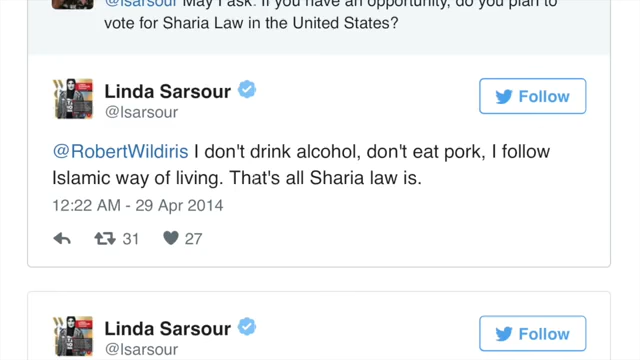 @lsarsour May I ask: If you have an opportunity, do you plan to
vote for Sharia Law in the United States?
Linda Sarsour
@lsarsour
Follow
@RobertWildiris I don't drink alcohol, don't eat pork, I follow
Islamic way of living. That's all Sharia law is.
12:22 AM - 29 Apr 2014
31
27
Linda Sarsour
@lsarsour
Follow